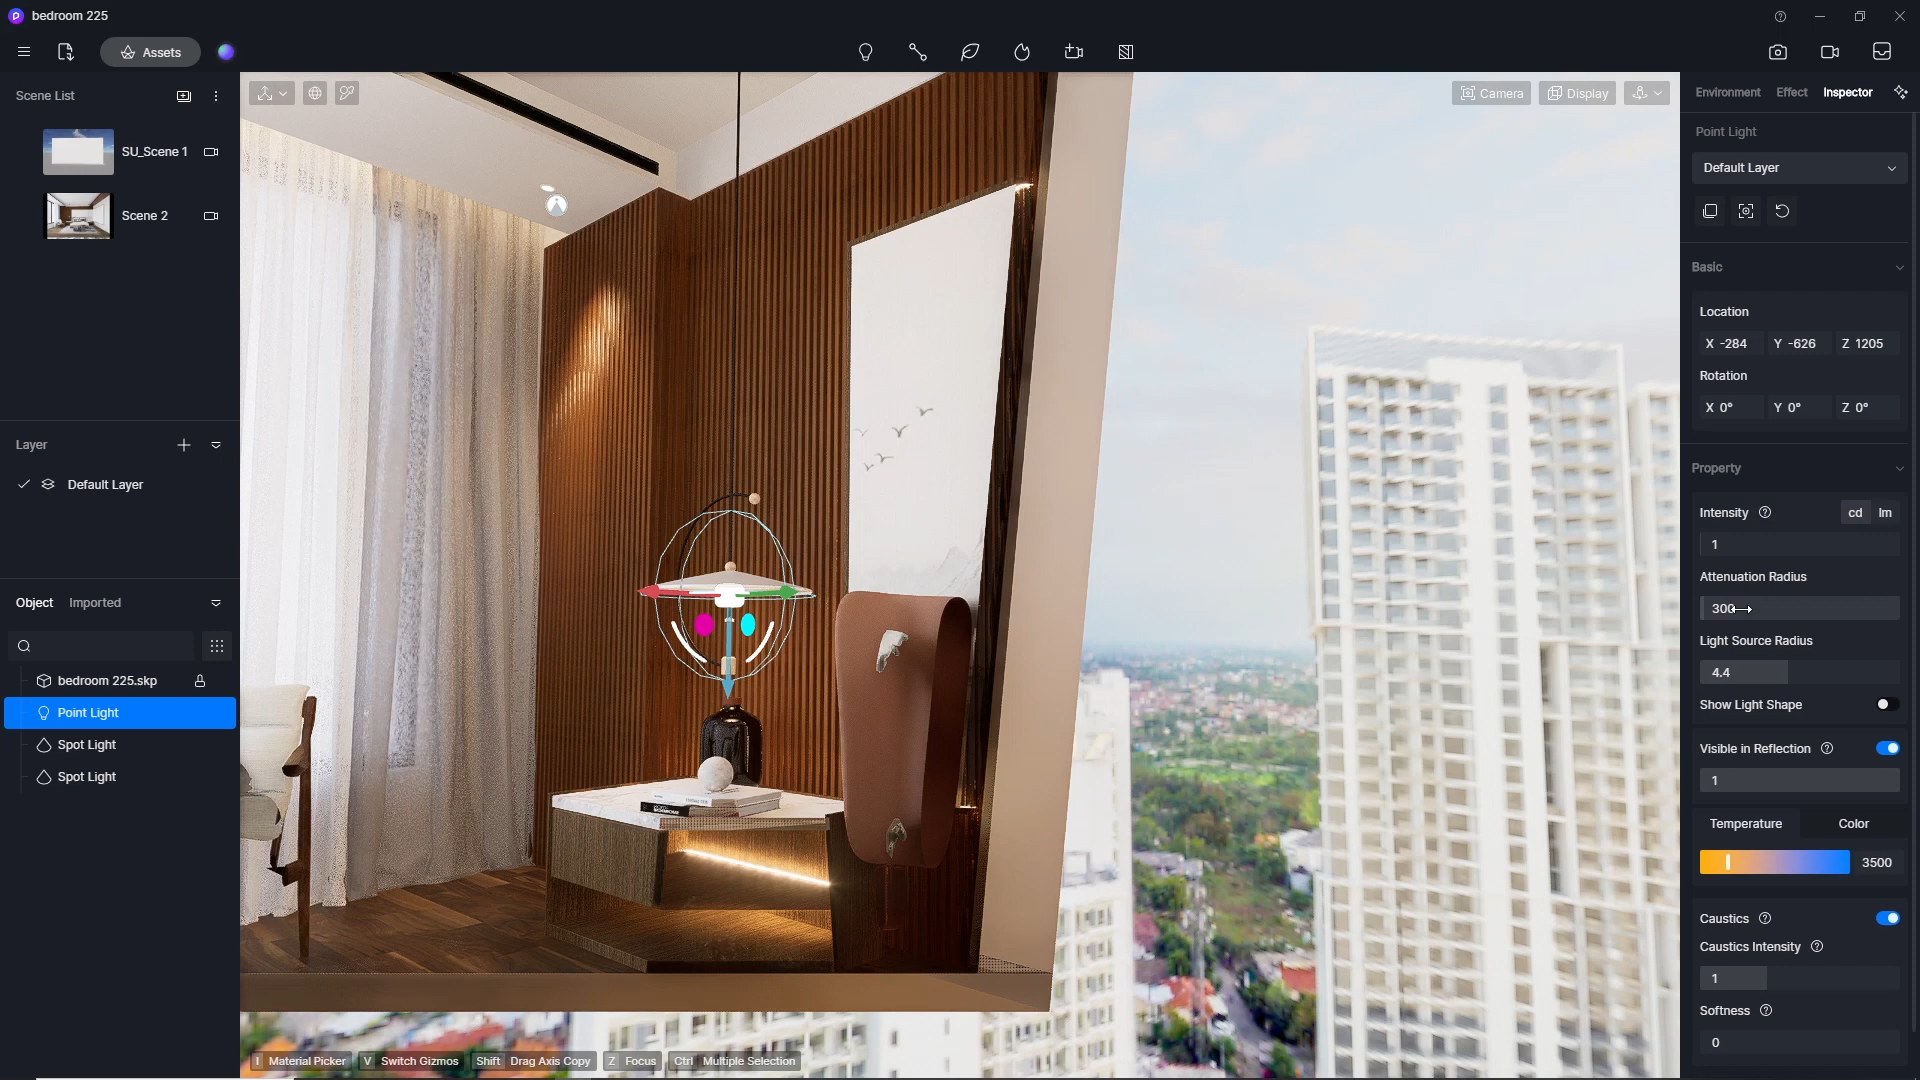 bedroom 225
Assets
Scene List
SU_Scene 1
Scene 2
Layer
Default Layer
Object Imported
bedroom 225.skp
Point Light
Spot Light
Spot Light
Camera Display
I Material Picker V Switch Gizmos Shift Drag Axis Copy Z Focus Ctrl Multiple Selection
Environment Effect Inspector
Point Light
Default Layer
Basic
Location
X -284 Y -626 Z 1205
Rotation
X 0° Y 0° Z 0°
Property
Intensity cd lm
1
Attenuation Radius
300
Light Source Radius
4.4
Show Light Shape
Visible in Reflection
1
Temperature Color
3500
Caustics
Caustics Intensity
1
Softness
0